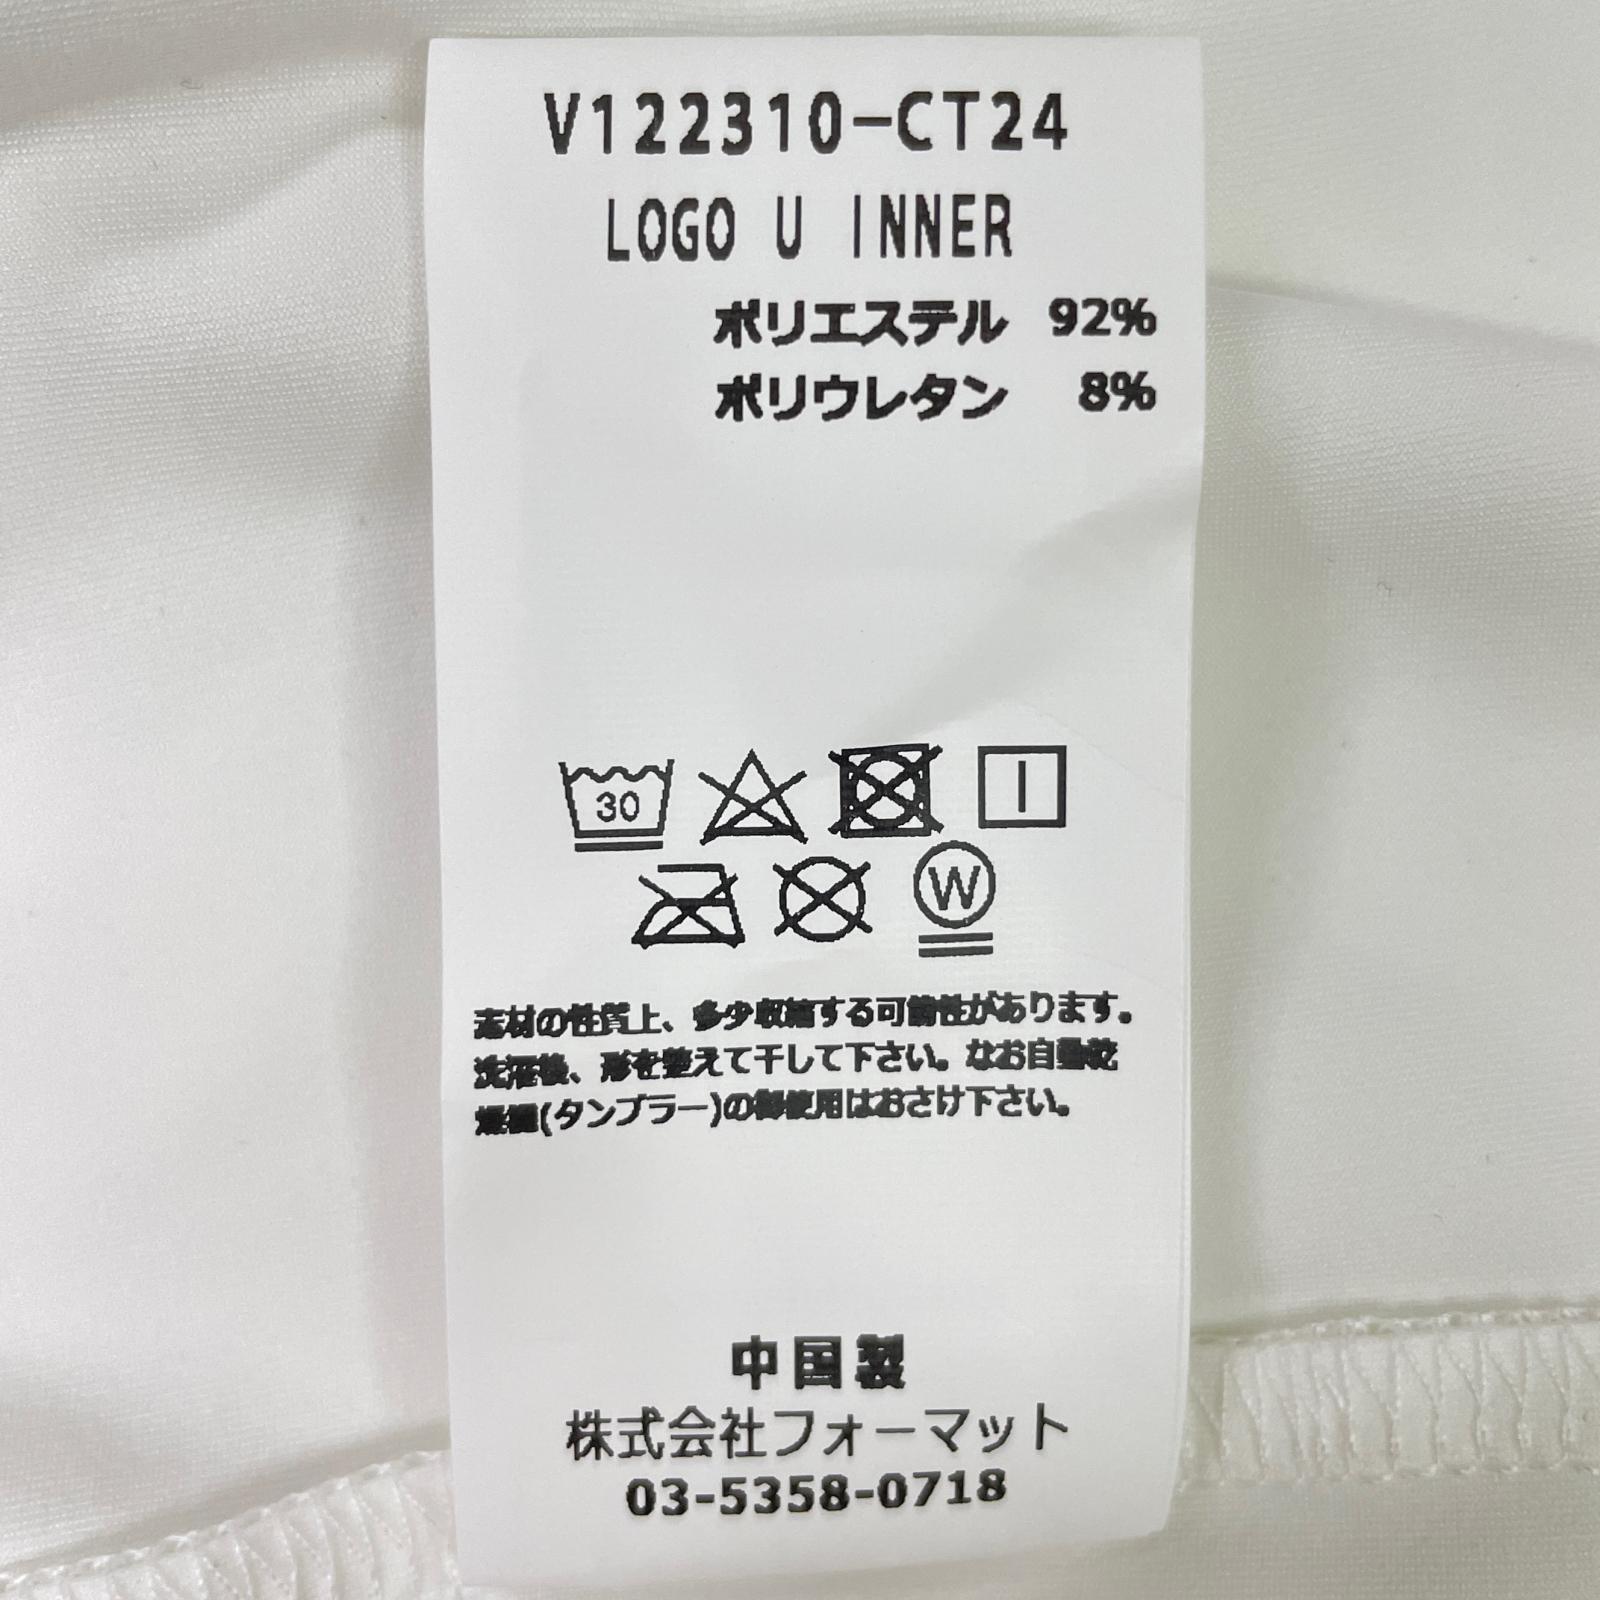 V122310-CT24
LOGO U INNER
ポリエステル 92%
ポリウレタン 8%
30
W
素材の性質上、多少収縮する可能性があります。
洗濯後、形を整えて干して下さい。なお自動乾
燥機(タンブラー)の御使用はおさけ下さい。
中国製
株式会社フォーマット
03-5358-0718